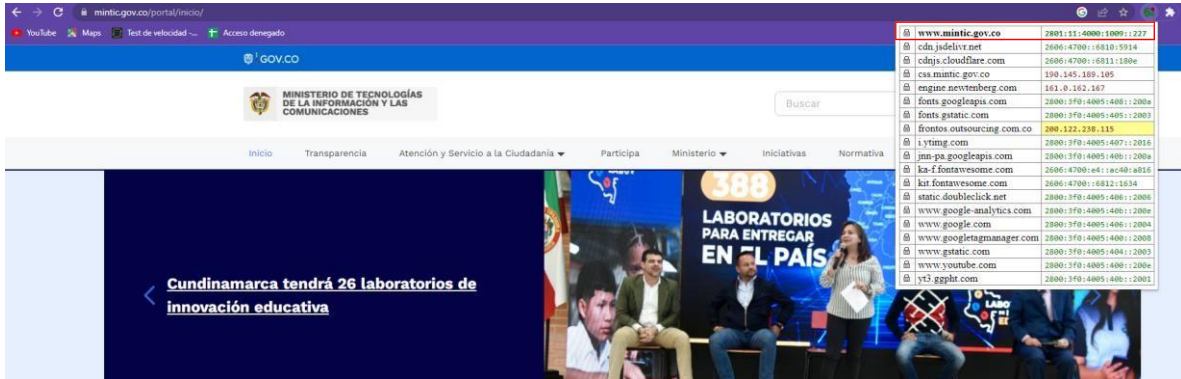 mintic.gov.co/portal/inicio/
YouTube Maps Test de velocidad -... Acceso denegado
GOV.CO
MINISTERIO DE TECNOLOGÍAS
DE LA INFORMACIÓN Y LAS
COMUNICACIONES
Buscar
Inicio Transparencia Atención y Servicio a la Ciudadanía Participa Ministerio Iniciativas Normativa
www.mintic.gov.co 2801:11:4000:1009::227
cdn.jsdelivr.net 2606:4700::6810:5914
cdnjs.cloudflare.com 2606:4700::6811:180e
css.mintic.gov.co 190.145.189.105
engine.newtenberg.com 161.0.162.167
fonts.googleapis.com 2800:3f0:4005:408::200a
fonts.gstatic.com 2800:3f0:4005:405::2003
frontos.outsourcing.com.co 200.122.238.115
i.ytimg.com 2800:3f0:4005:407::2016
jnn-pa.googleapis.com 2800:3f0:4005:40b::200a
ka-f.fontawesome.com 2606:4700:e4::ac40:a816
kit.fontawesome.com 2606:4700::6812:1634
static.doubleclick.net 2800:3f0:4005:406::2006
www.google-analytics.com 2800:3f0:4005:40b::200e
www.google.com 2800:3f0:4005:406::2004
www.googletagmanager.com 2800:3f0:4005:400::2008
www.gstatic.com 2800:3f0:4005:404::2003
www.youtube.com 2800:3f0:4005:400::200e
yt3.ggpht.com 2800:3f0:4005:40b::2001
388
LABORATORIOS
PARA ENTREGAR
EN EL PAÍS
Cundinamarca tendrá 26 laboratorios de
innovación educativa